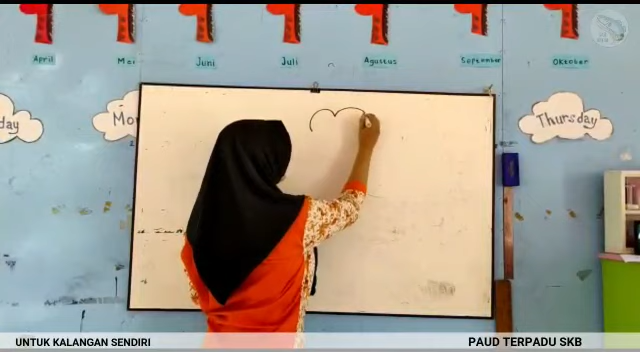 April Mei Juni Juli Agustus September Oktober
day Mo Thursday
UNTUK KALANGAN SENDIRI PAUD TERPADU SKB